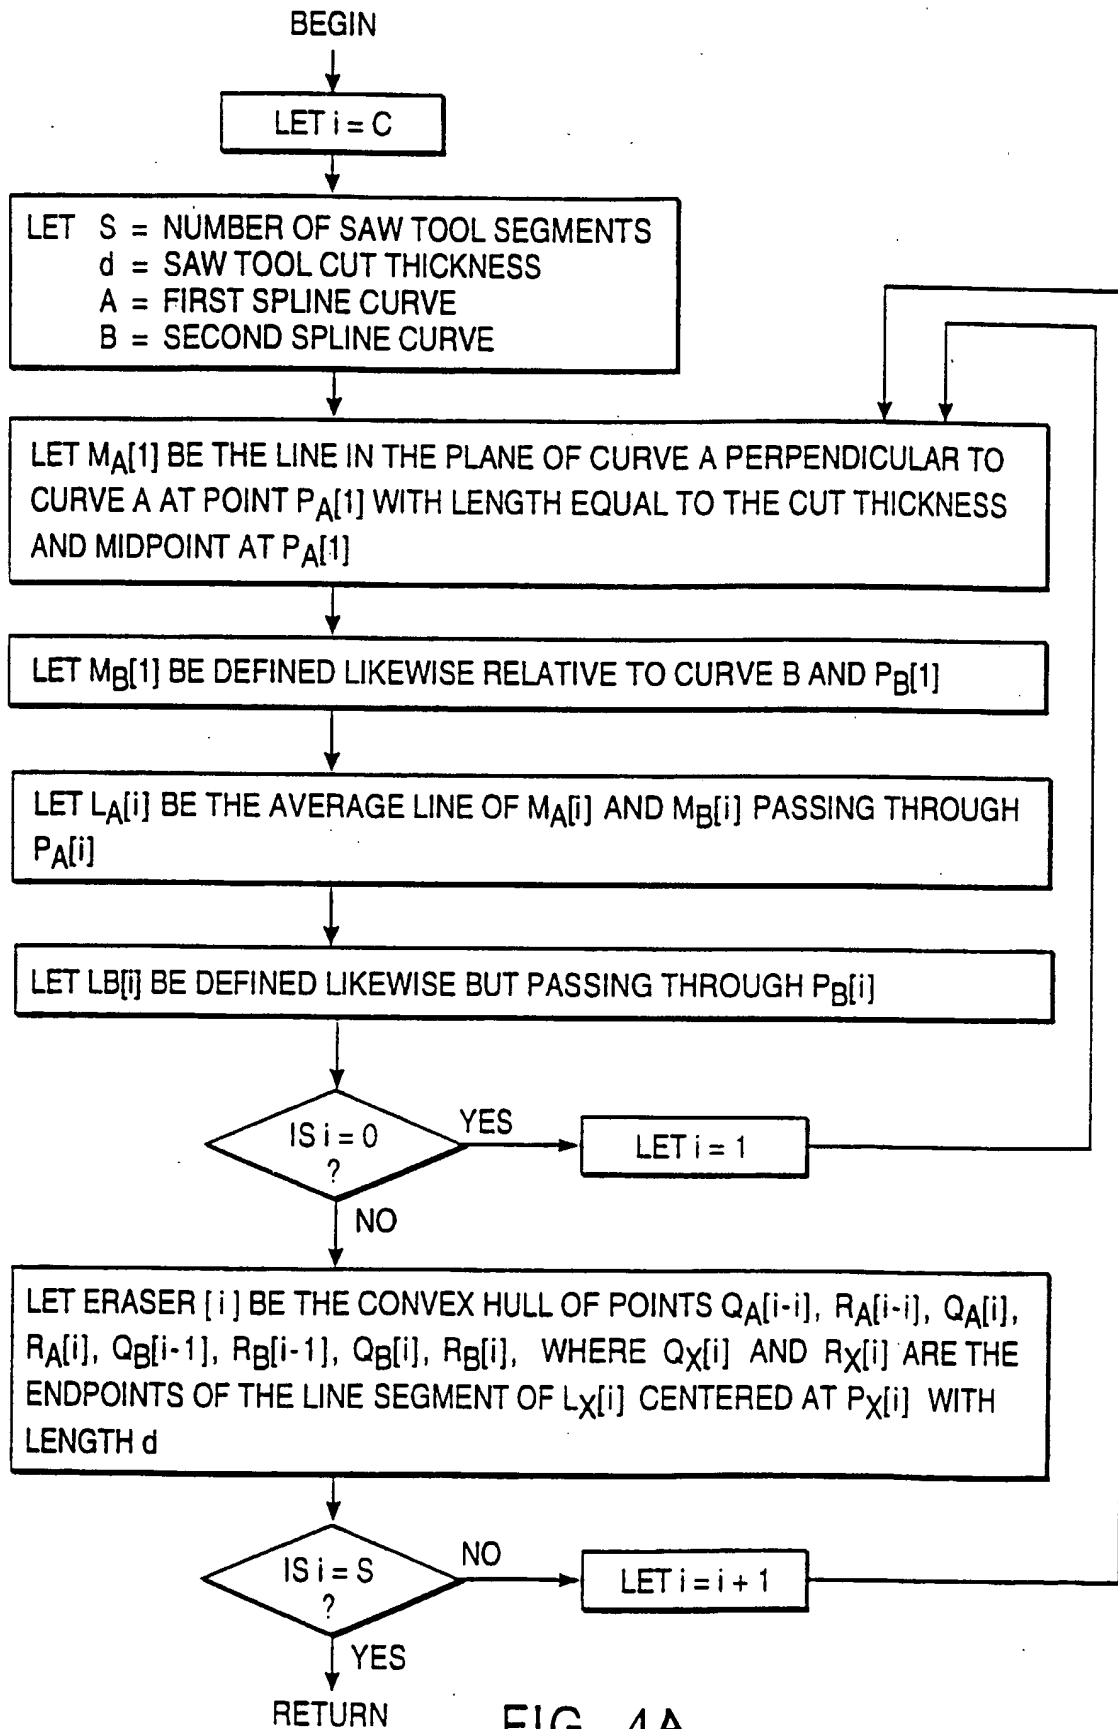 BEGIN
LET i = C
LET S = NUMBER OF SAW TOOL SEGMENTS
d = SAW TOOL CUT THICKNESS
A = FIRST SPLINE CURVE
B = SECOND SPLINE CURVE
LET MA[1] BE THE LINE IN THE PLANE OF CURVE A PERPENDICULAR TO
CURVE A AT POINT PA[1] WITH LENGTH EQUAL TO THE CUT THICKNESS
AND MIDPOINT AT PA[1]
LET MB[1] BE DEFINED LIKEWISE RELATIVE TO CURVE B AND PB[1]
LET LA[i] BE THE AVERAGE LINE OF MA[i] AND MB[i] PASSING THROUGH
PA[i]
LET LB[i] BE DEFINED LIKEWISE BUT PASSING THROUGH PB[i]
IS i = 0
?
YES
LET i = 1
NO
LET ERASER [ i ] BE THE CONVEX HULL OF POINTS QA[i-i], RA[i-i], QA[i],
RA[i], QB[i-1], RB[i-1], QB[i], RB[i], WHERE QX[i] AND RX[i] ARE THE
ENDPOINTS OF THE LINE SEGMENT OF LX[i] CENTERED AT PX[i] WITH
LENGTH d
IS i = S
?
NO
LET i = i + 1
YES
RETURN
FIG. 4A